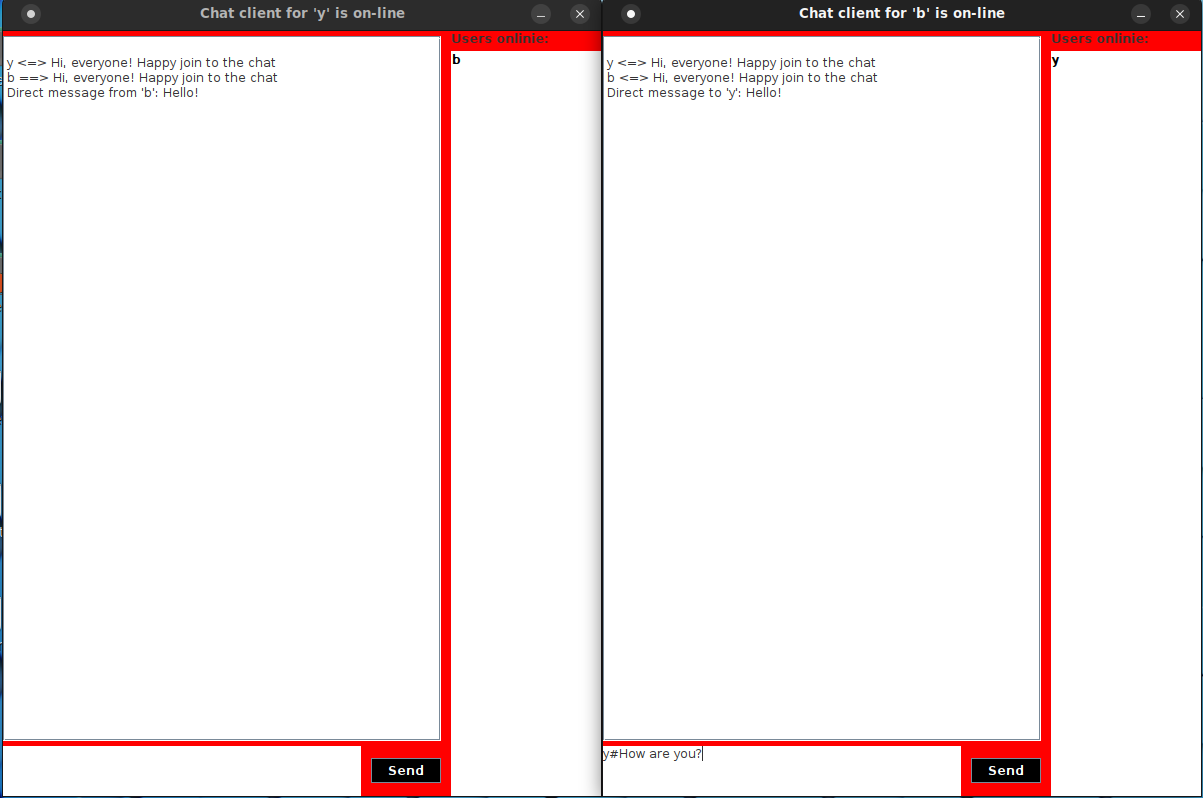 Chat client for 'y' is on-line
Users onlinie:
y <=> Hi, everyone! Happy join to the chat
b ==> Hi, everyone! Happy join to the chat
Direct message from 'b': Hello!
b
Send
Chat client for 'b' is on-line
Users onlinie:
y <=> Hi, everyone! Happy join to the chat
b <=> Hi, everyone! Happy join to the chat
Direct message to 'y': Hello!
y
y#How are you?
Send